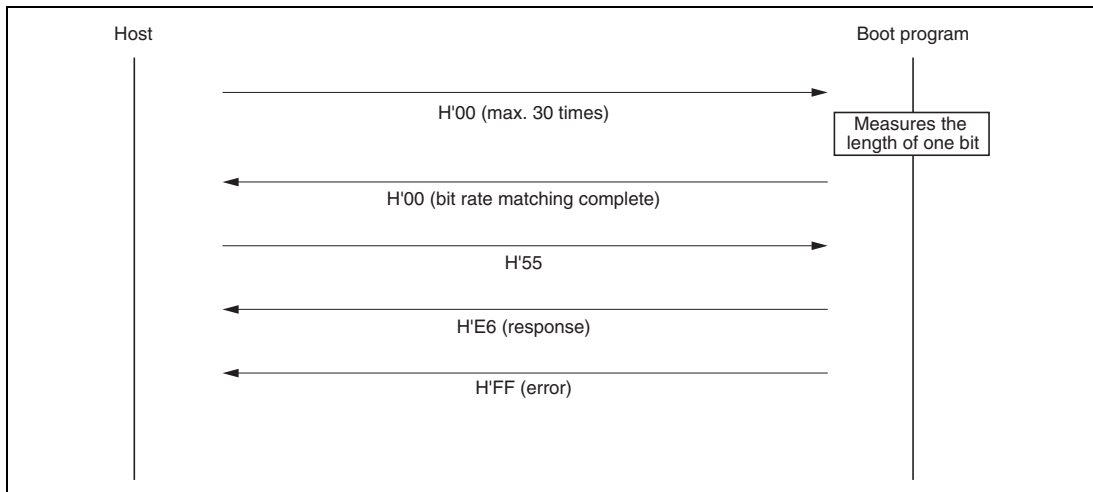 Host
Boot program
H'00 (max. 30 times)
Measures the
length of one bit
H'00 (bit rate matching complete)
H'55
H'E6 (response)
H'FF (error)